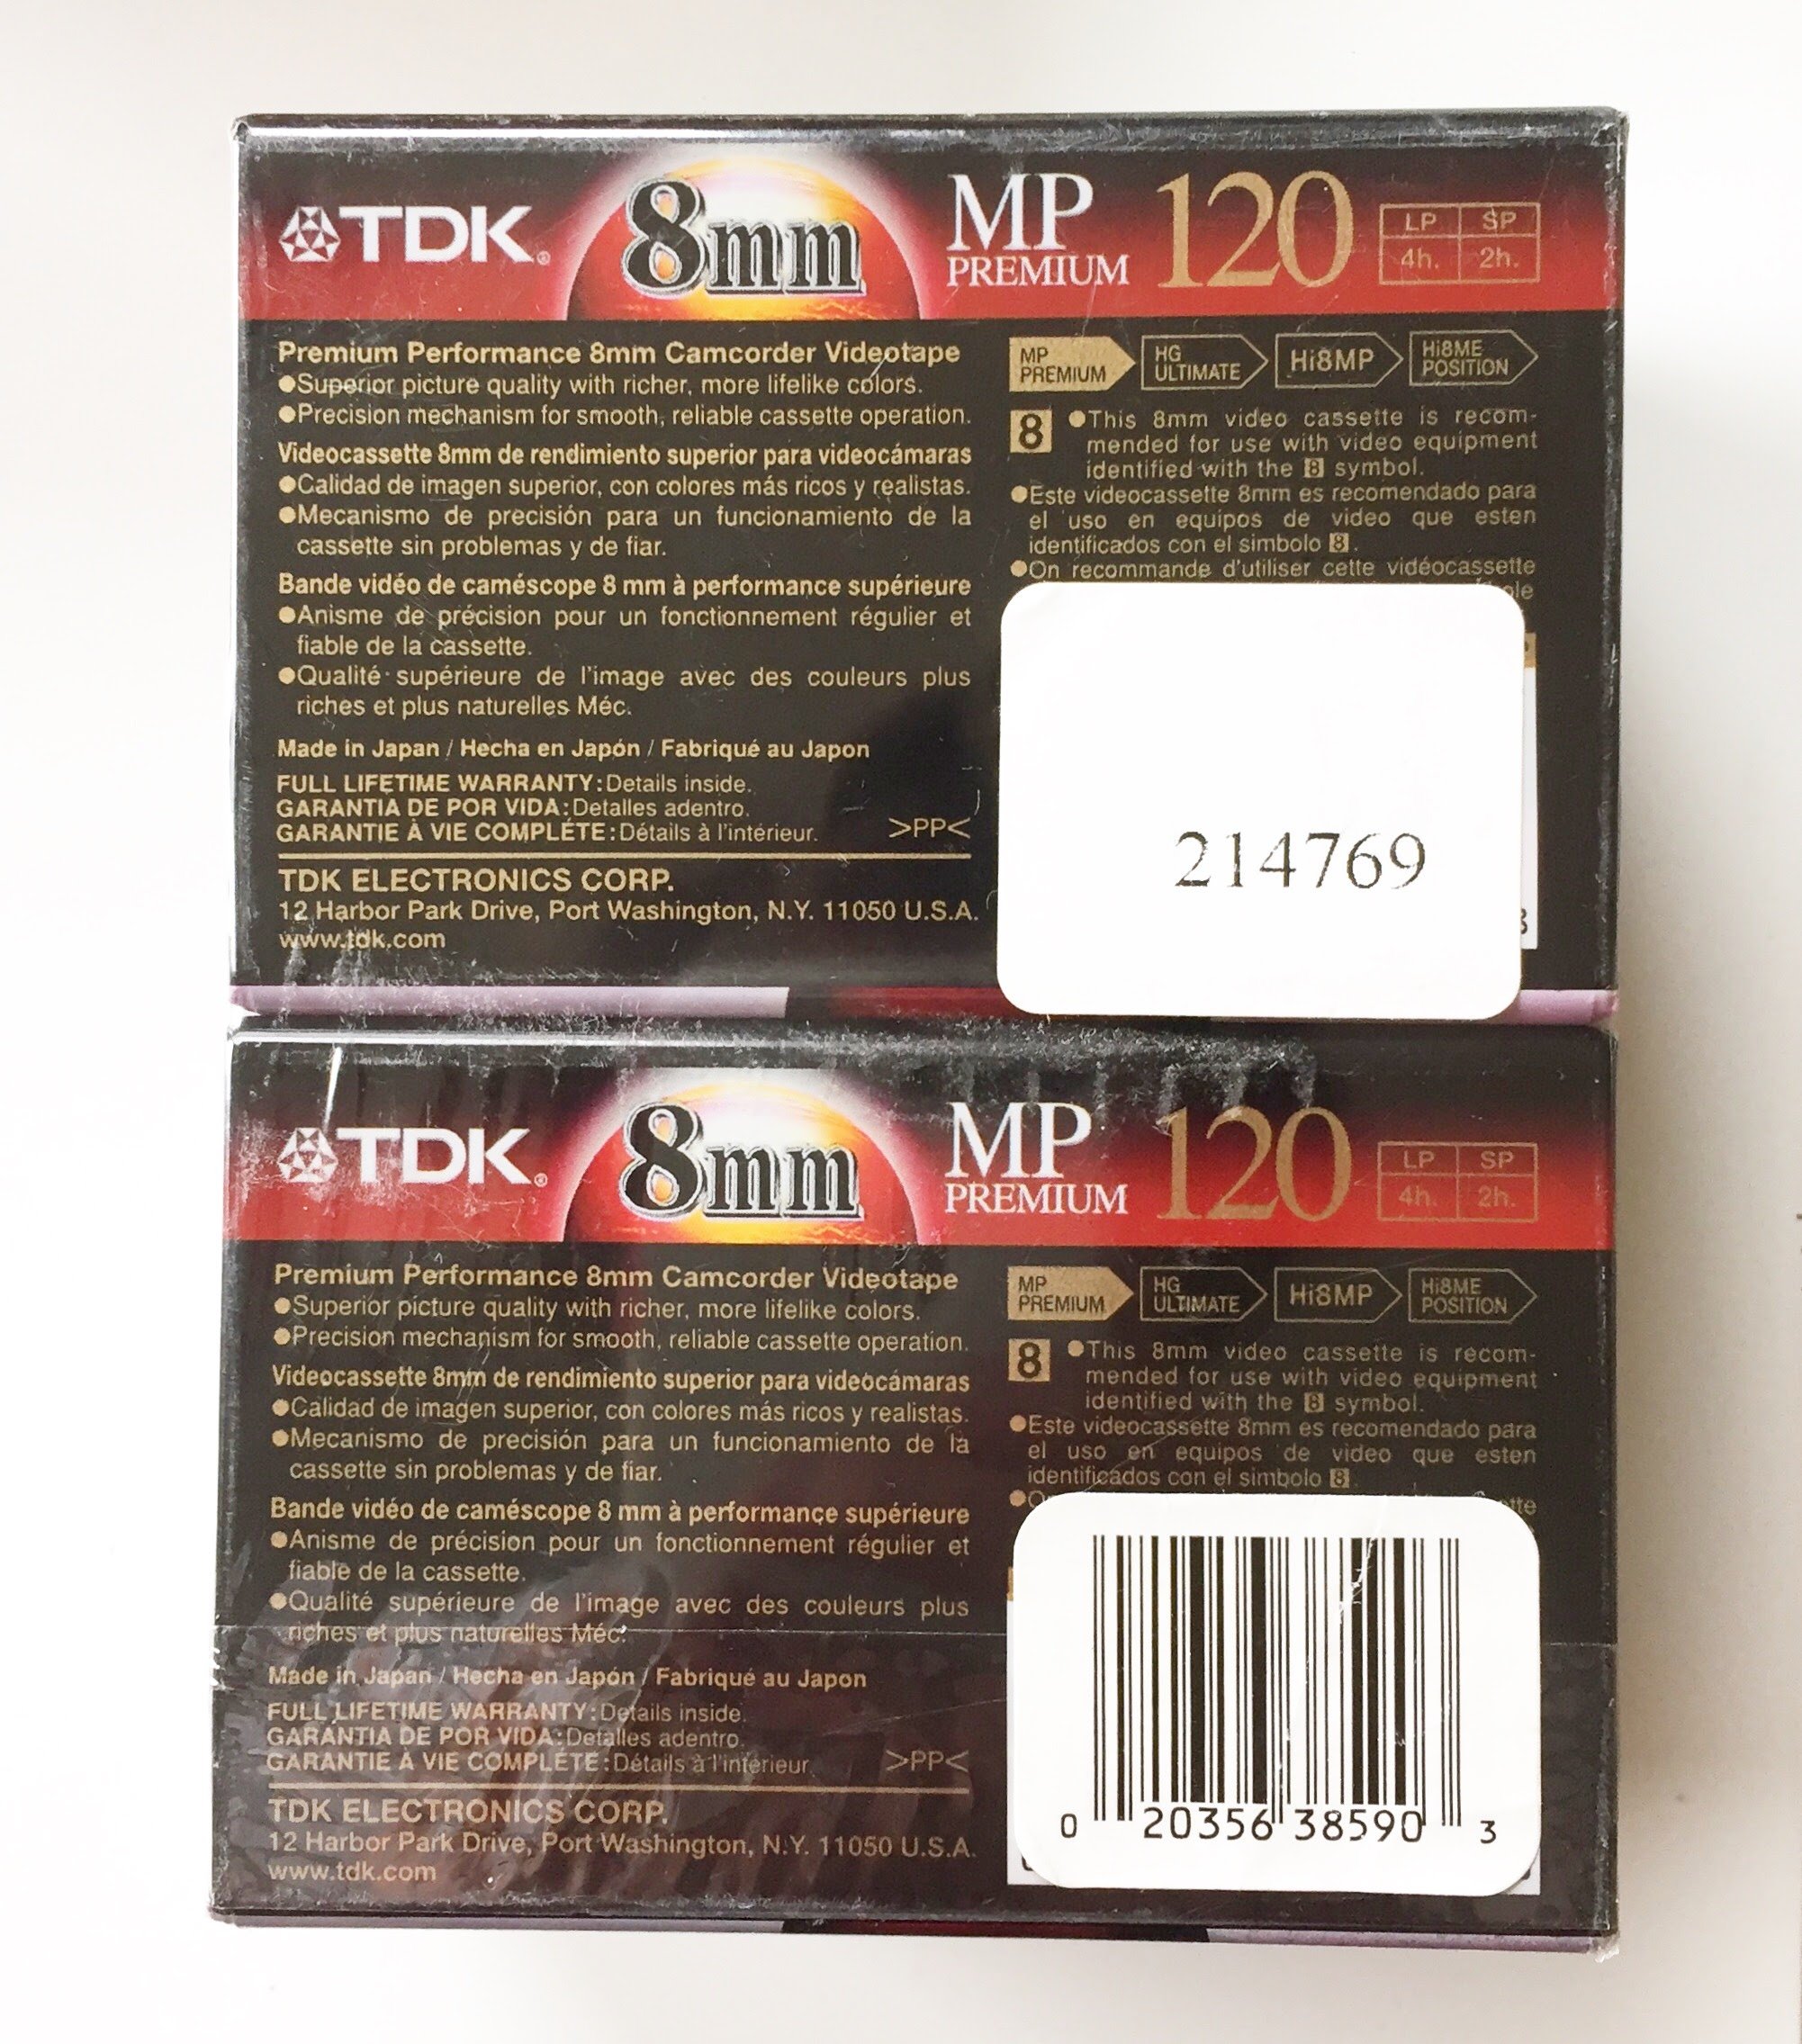 TDK®
8mm
MP
PREMIUM
120
LP SP
4h. 2h.
Premium Performance 8mm Camcorder Videotape
●Superior picture quality with richer, more lifelike colors.
●Precision mechanism for smooth, reliable cassette operation.
Videocassette 8mm de rendimiento superior para videocámaras
●Calidad de imagen superior, con colores más ricos y realistas.
●Mecanismo de precisión para un funcionamiento de la
cassette sin problemas y de fiar.
Bande vidéo de caméscope 8 mm à performance supérieure
●Anisme de précision pour un fonctionnement régulier et
fiable de la cassette.
●Qualité supérieure de l'image avec des couleurs plus
riches et plus naturelles Méc.
Made in Japan / Hecha en Japón / Fabriqué au Japon
FULL LIFETIME WARRANTY:Details inside.
GARANTIA DE POR VIDA:Detalles adentro.
GARANTIE À VIE COMPLÉTE:Détails à l'intérieur.
>PP<
TDK ELECTRONICS CORP.
12 Harbor Park Drive, Port Washington, N.Y. 11050 U.S.A.
www.tdk.com
MP
PREMIUM
HG
ULTIMATE
Hi8MP
Hi8ME
POSITION
8
●This 8mm video cassette is recom-
mended for use with video equipment
identified with the 8 symbol.
●Este videocassette 8mm es recomendado para
el uso en equipos de video que esten
identificados con el simbolo 8.
●On recommande d'utiliser cette vidéocassette
214769
TDK®
8mm
MP
PREMIUM
120
LP SP
4h. 2h.
Premium Performance 8mm Camcorder Videotape
●Superior picture quality with richer, more lifelike colors.
●Precision mechanism for smooth, reliable cassette operation.
Videocassette 8mm de rendimiento superior para videocámaras
●Calidad de imagen superior, con colores más ricos y realistas.
●Mecanismo de precisión para un funcionamiento de la
cassette sin problemas y de fiar.
Bande vidéo de caméscope 8 mm à performance supérieure
●Anisme de précision pour un fonctionnement régulier et
fiable de la cassette.
●Qualité supérieure de l'image avec des couleurs plus
riches et plus naturelles Méc.
Made in Japan / Hecha en Japón / Fabriqué au Japon
FULL LIFETIME WARRANTY:Details inside.
GARANTIA DE POR VIDA:Detalles adentro.
GARANTIE À VIE COMPLÉTE:Détails à l'intérieur.
>PP<
TDK ELECTRONICS CORP.
12 Harbor Park Drive, Port Washington, N.Y. 11050 U.S.A.
www.tdk.com
MP
PREMIUM
HG
ULTIMATE
Hi8MP
Hi8ME
POSITION
8
●This 8mm video cassette is recom-
mended for use with video equipment
identified with the 8 symbol.
●Este videocassette 8mm es recomendado para
el uso en equipos de video que esten
identificados con el simbolo 8.
0 20356 38590 3